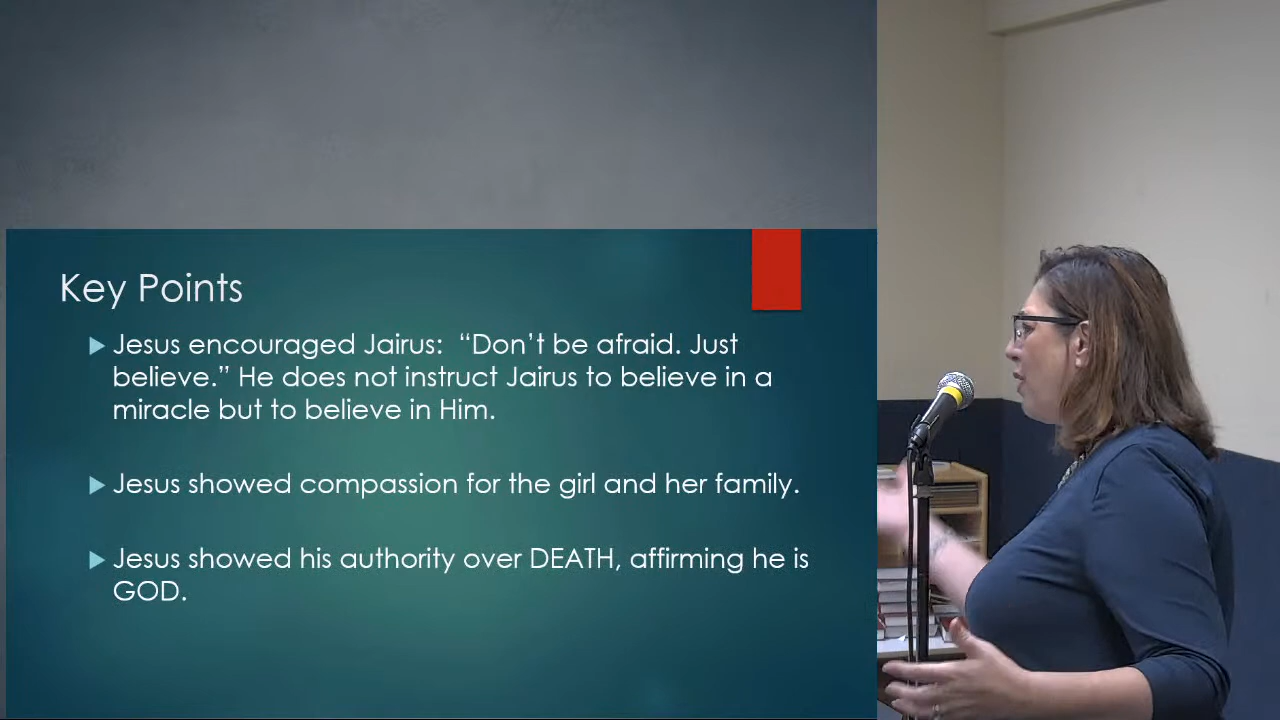 Key Points
Jesus encouraged Jairus:  “Don’t be afraid. Just
believe.” He does not instruct Jairus to believe in a
miracle but to believe in Him.
Jesus showed compassion for the girl and her family.
Jesus showed his authority over DEATH, affirming he is
GOD.